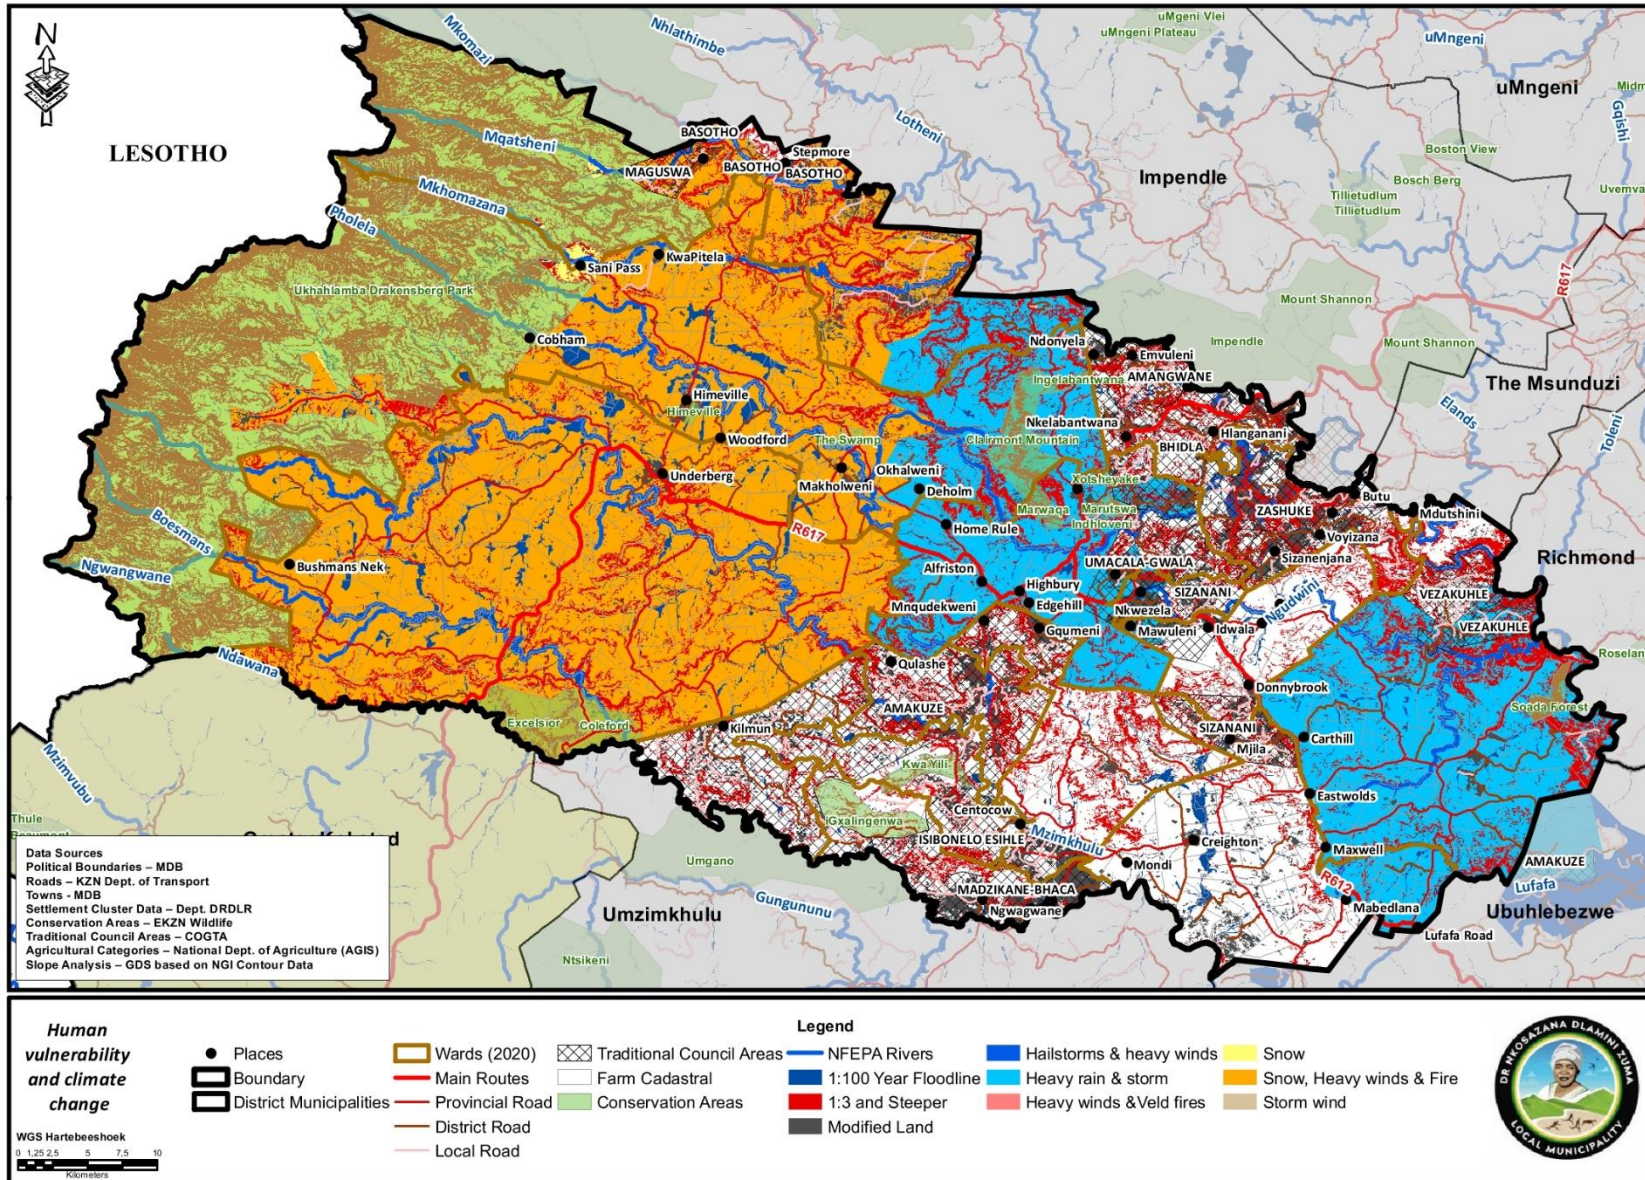 N
LESOTHO
Mkomazi
Nhlathimbe
uMgeni Vlei
uMngeni Plateau
uMngeni
uMngeni
Midm
Gqishi
Lotheni
Mqatsheni
BASOTHO
Stepmore
MAGUSWA
BASOTHO
BASOTHO
Impendle
Boston View
Bosch Berg
Tillietudlum
Tillietudlum
Uvemva
Mkhomazana
Pholela
Sani Pass
KwaPitela
Ukhahlamba Drakensberg Park
R617
Mount Shannon
Cobham
Ndonyela
Emvuleni
Impendle
Mount Shannon
Ingelabantwana
AMANGWANE
The Msunduzi
Himeville
Himeville
Elands
Toleni
Woodford
The Swamp
Clairmont Mountain
Nkelabantwana
Hlanganani
BHIDLA
Underberg
Makholweni
Okhalweni
Deholm
Xotsheyake
Butu
Marwaqa
Marutswa
ZASHUKE
Mdutshini
Boesmans
R617
Home Rule
Indhloveni
Voyizana
Sizanenjana
Richmond
Ngwangwane
Bushmans Nek
Alfriston
Highbury
UMACALA-GWALA
SIZANANI
VEZAKUHLE
Mnqudekweni
Edgehill
Nkwezela
Ngudwini
Gqumeni
Mawuleni
Idwala
VEZAKUHLE
Ndawana
Qulashe
Roselan
Donnybrook
AMAKUZE
Excelsior
Coleford
Kilmun
SIZANANI
Mjila
Carthill
Soada Forest
Mzimvubu
Kwa Yili
Eastwolds
Centocow
iGxalingenwa
Thule
ISIBONELO ESIHLE
Mzimkhulu
Creighton
Maxwell
Umgano
Mondi
AMAKUZE
MADZIKANE-BHACA
R612
Lufafa
Umzimkhulu
Gungununu
Ngwagwane
Mabedlana
Ubuhlebezwe
Lufafa Road
Ntsikeni
Data Sources
Political Boundaries – MDB
Roads – KZN Dept. of Transport
Towns - MDB
Settlement Cluster Data – Dept. DRDLR
Conservation Areas – EKZN Wildlife
Traditional Council Areas – COGTA
Agricultural Categories – National Dept. of Agriculture (AGIS)
Slope Analysis – GDS based on NGI Contour Data
Human
vulnerability
and climate
change
WGS Hartebeeshoek
0 1,25 2,5 5 7,5 10
Kilometers
Legend
Places
Boundary
District Municipalities
Wards (2020)
Main Routes
Provincial Road
District Road
Local Road
Traditional Council Areas
Farm Cadastral
Conservation Areas
NFEPA Rivers
1:100 Year Floodline
1:3 and Steeper
Modified Land
Hailstorms & heavy winds
Heavy rain & storm
Heavy winds &Veld fires
Snow
Snow, Heavy winds & Fire
Storm wind
DR NKOSAZANA DLAMINI ZUMA
LOCAL MUNICIPALITY